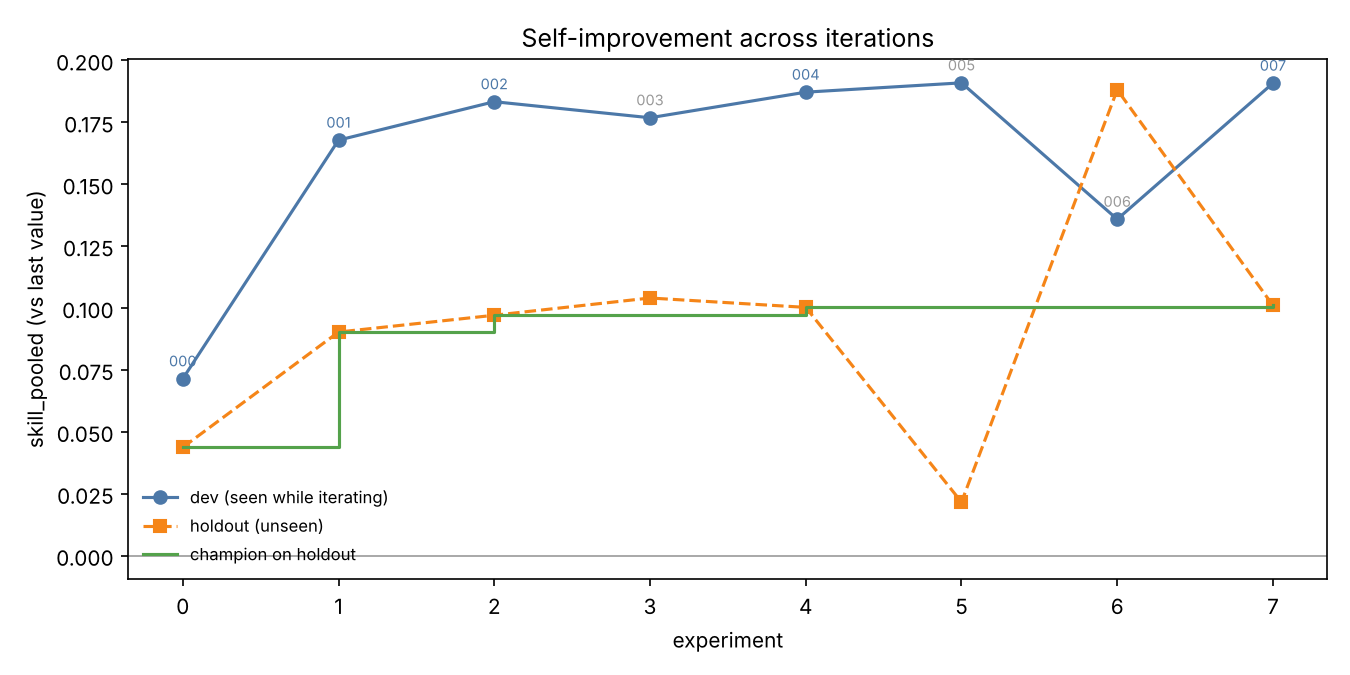 Self-improvement across iterations
skill_pooled (vs last value)
0.200
0.175
0.150
0.125
0.100
0.075
0.050
0.025
0.000
000
001
002
003
004
005
006
007
dev (seen while iterating)
holdout (unseen)
champion on holdout
0 1 2 3 4 5 6 7
experiment